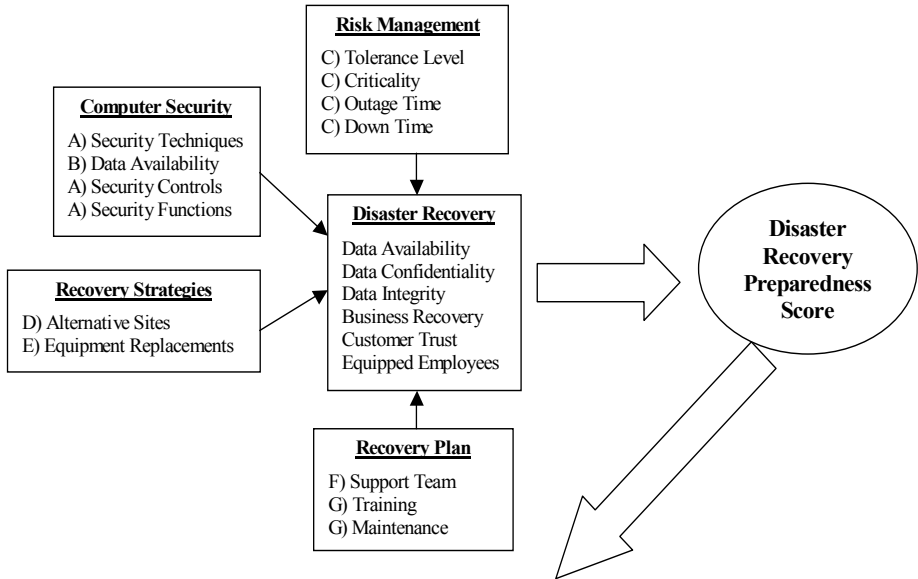 Risk Management
C) Tolerance Level
C) Criticality
C) Outage Time
C) Down Time
Computer Security
A) Security Techniques
B) Data Availability
A) Security Controls
A) Security Functions
Disaster Recovery
Data Availability
Data Confidentiality
Data Integrity
Business Recovery
Customer Trust
Equipped Employees
Disaster
Recovery
Preparedness
Score
Recovery Strategies
D) Alternative Sites
E) Equipment Replacements
Recovery Plan
F) Support Team
G) Training
G) Maintenance